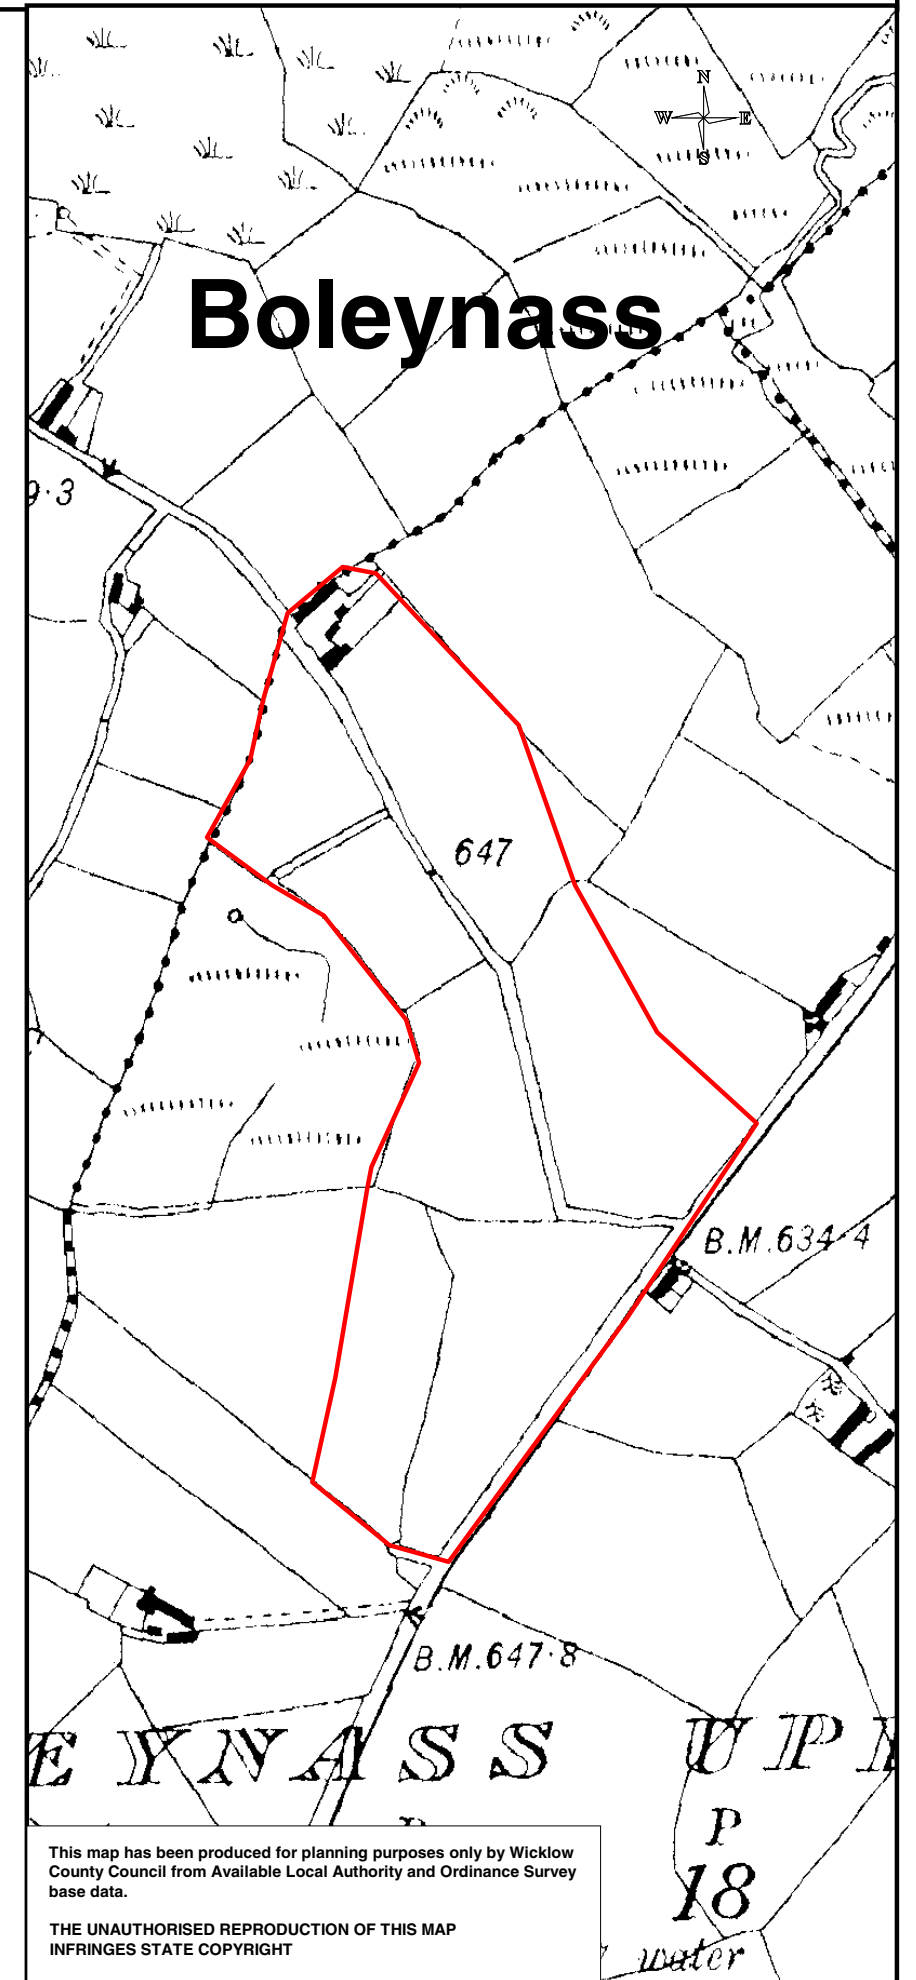 N
W E
S
Boleynass
9·3
647
B.M.634·4
B.M.647·8
EYNASS UPP
P
18
water
This map has been produced for planning purposes only by Wicklow
County Council from Available Local Authority and Ordinance Survey
base data.
THE UNAUTHORISED REPRODUCTION OF THIS MAP
INFRINGES STATE COPYRIGHT